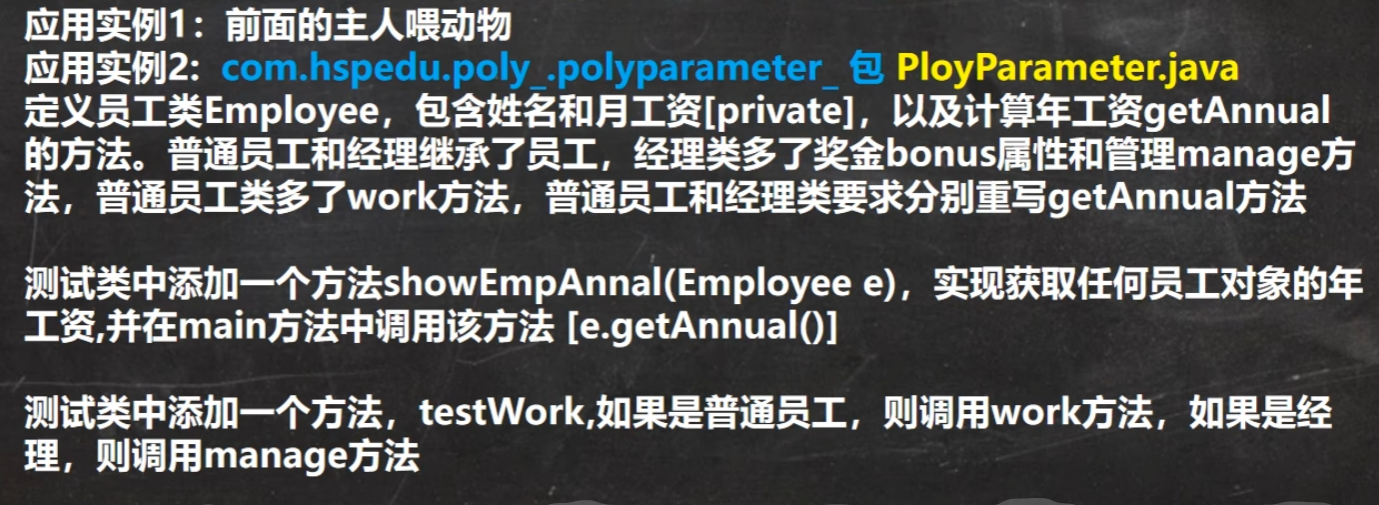 应用实例1：前面的主人喂动物
应用实例2:  com.hspedu.poly_.polyparameter_ 包 PloyParameter.java
定义员工类Employee，包含姓名和月工资[private]，以及计算年工资getAnnual
的方法。普通员工和经理继承了员工，经理类多了奖金bonus属性和管理manage方
法，普通员工类多了work方法，普通员工和经理类要求分别重写getAnnual方法
测试类中添加一个方法showEmpAnnal(Employee e)，实现获取任何员工对象的年
工资,并在main方法中调用该方法 [e.getAnnual()]
测试类中添加一个方法，testWork,如果是普通员工，则调用work方法，如果是经
理，则调用manage方法